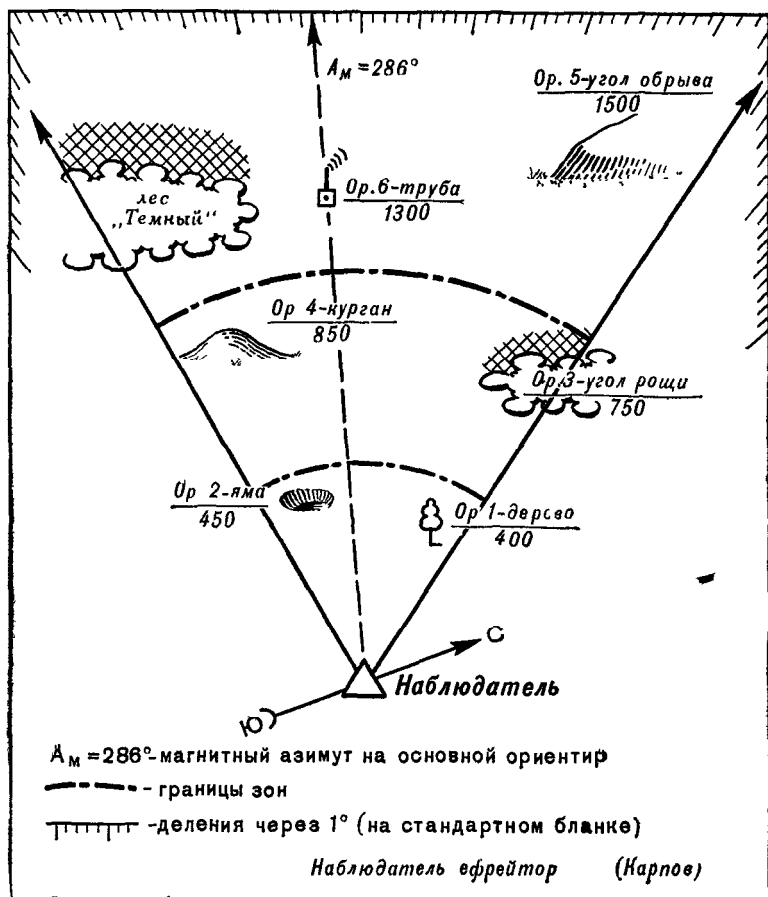 Aм = 286°
Ор. 5-угол обрыва
1500
лес
„Темный“
Ор.6-труба
1300
Ор 4-курган
850
Ор.3-угол рощи
750
Ор 2-яма
450
Ор 1-дерево
400
С
Наблюдатель
Ю
Aм = 286°-магнитный азимут на основной ориентир
- границы зон
-деления через 1° (на стандартном бланке)
Наблюдатель ефрейтор (Карпов)